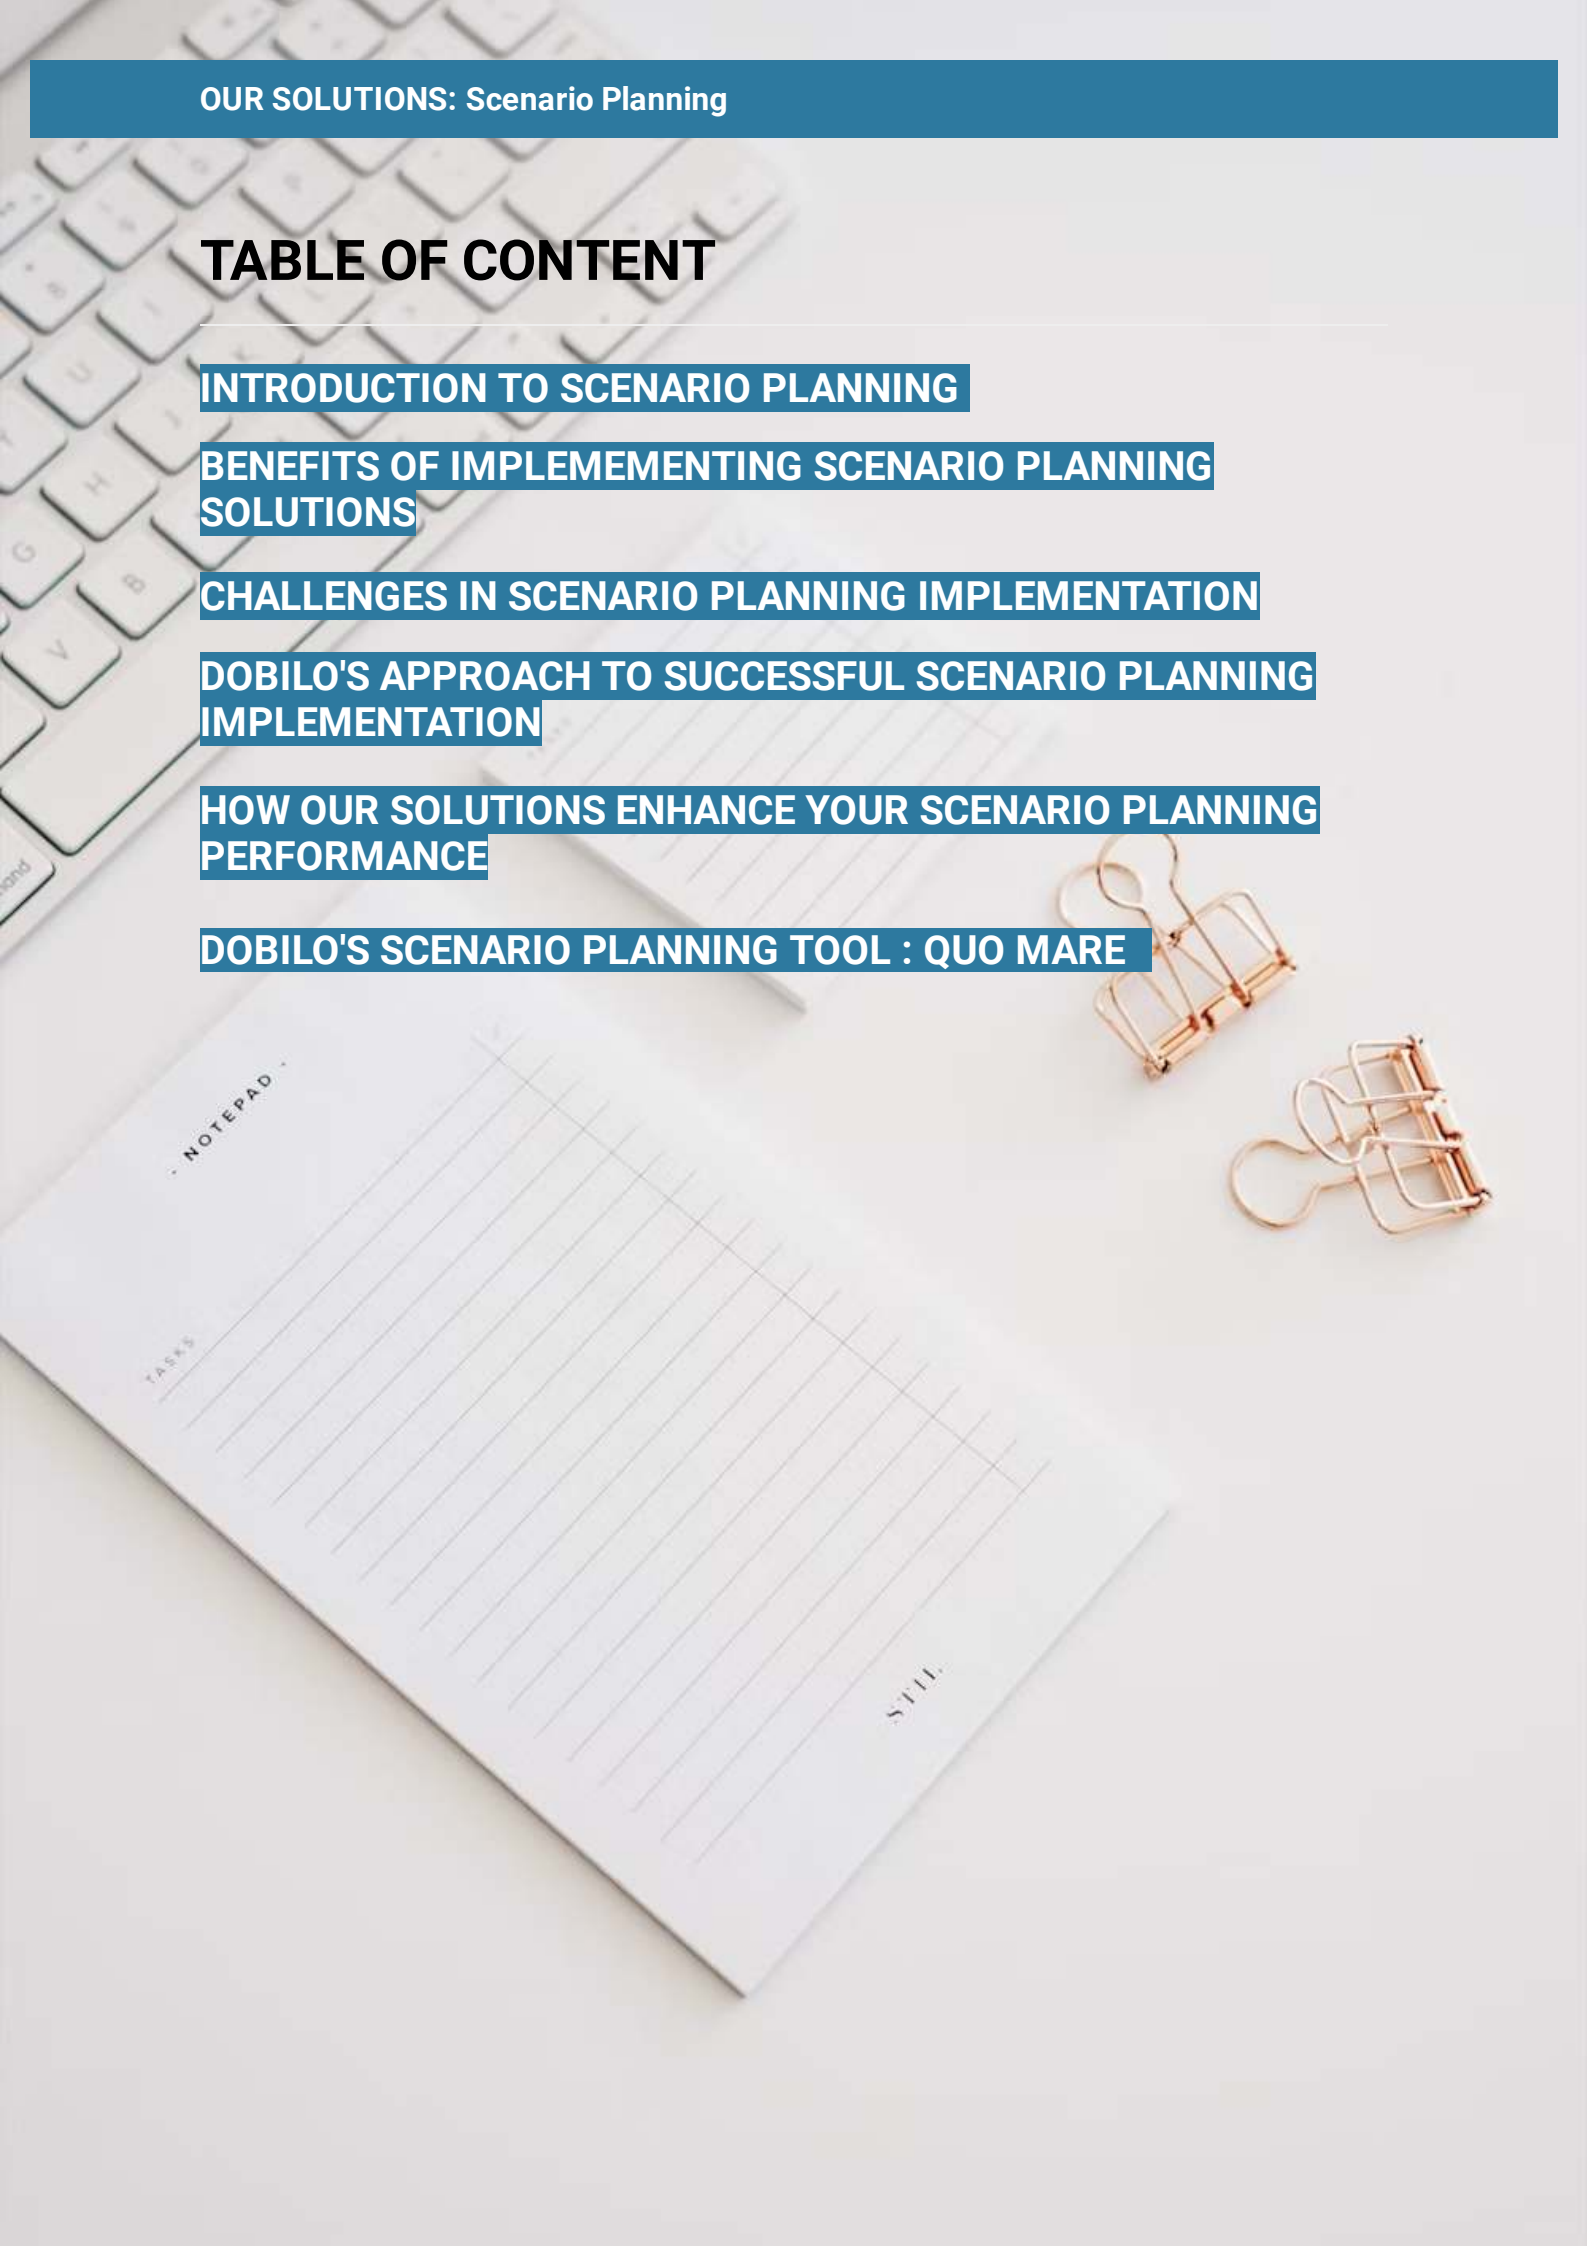 OUR SOLUTIONS: Scenario Planning
TABLE OF CONTENT
INTRODUCTION TO SCENARIO PLANNING
BENEFITS OF IMPLEMEMENTING SCENARIO PLANNING
SOLUTIONS
CHALLENGES IN SCENARIO PLANNING IMPLEMENTATION
DOBILO'S APPROACH TO SUCCESSFUL SCENARIO PLANNING
IMPLEMENTATION
HOW OUR SOLUTIONS ENHANCE YOUR SCENARIO PLANNING
PERFORMANCE
DOBILO'S SCENARIO PLANNING TOOL : QUO MARE
- NOTEPAD -
TASKS
STIL